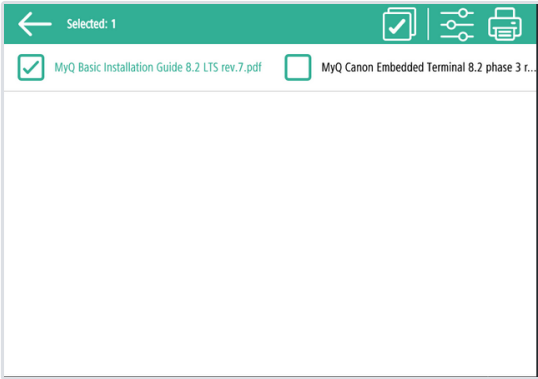 Selected: 1
MyQ Basic Installation Guide 8.2 LTS rev.7.pdf
MyQ Canon Embedded Terminal 8.2 phase 3 r...